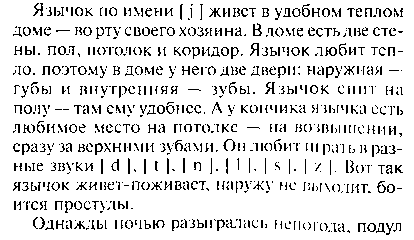 Язычок по имени [ j ] живет в удобном теплом
доме — во рту своего хозяина. В доме есть две сте-
ны, пол, потолок и коридор. Язычок любит теп-
ло, поэтому в доме у него две двери: наружная —
губы и внутренняя — зубы. Язычок спит на
полу — там ему удобнее. А у кончика язычка есть
любимое место на потолке — на возвышении,
сразу за верхними зубами. Он любит играть в раз-
ные звуки [ d ], [ t ], [ n ], [ l ], [ s ], [ z ]. Вот так
язычок живет-поживает, наружу не выходит, бо-
ится простуды.
Однажды ночью разыгралась непогода, подул